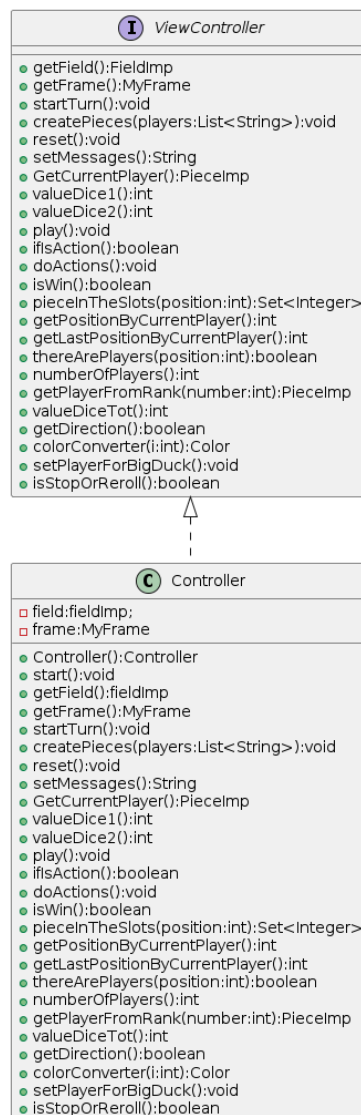 I ViewController
getField():FieldImp
getFrame():MyFrame
startTurn():void
createPieces(players:List<String>):void
reset():void
setMessages():String
GetCurrentPlayer():PieceImp
valueDice1():int
valueDice2():int
play():void
ifIsAction():boolean
doActions():void
isWin():boolean
pieceInTheSlots(position:int):Set<Integer>
getPositionByCurrentPlayer():int
getLastPositionByCurrentPlayer():int
thereArePlayers(position:int):boolean
numberOfPlayers():int
getPlayerFromRank(number:int):PieceImp
valueDiceTot():int
getDirection():boolean
colorConverter(i:int):Color
setPlayerForBigDuck():void
isStopOrReroll():boolean
C Controller
field:fieldImp;
frame:MyFrame
Controller():Controller
start():void
getField():fieldImp
getFrame():MyFrame
startTurn():void
createPieces(players:List<String>):void
reset():void
setMessages():String
GetCurrentPlayer():PieceImp
valueDice1():int
valueDice2():int
play():void
ifIsAction():boolean
doActions():void
isWin():boolean
pieceInTheSlots(position:int):Set<Integer>
getPositionByCurrentPlayer():int
getLastPositionByCurrentPlayer():int
thereArePlayers(position:int):boolean
numberOfPlayers():int
getPlayerFromRank(number:int):PieceImp
valueDiceTot():int
getDirection():boolean
colorConverter(i:int):Color
setPlayerForBigDuck():void
isStopOrReroll():boolean